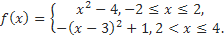 f(x) = { x² – 4, –2 ≤ x ≤ 2,
–(x – 3)² + 1, 2 < x ≤ 4.